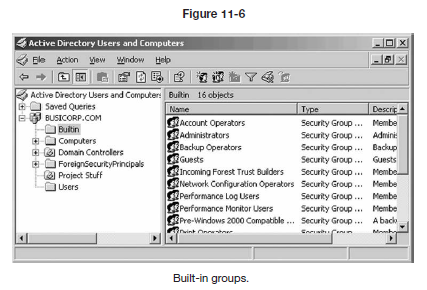 Figure 11-6
Active Directory Users and Computers
File Action View Window Help
Active Directory Users and Computers
Saved Queries
BUSICORP.COM
Builtin
Computers
Domain Controllers
ForeignSecurityPrincipals
Project Stuff
Users
Builtin 16 objects
Name Type Descrip
Account Operators Security Group ... Membe
Administrators Security Group ... Adminis
Backup Operators Security Group ... Backup
Guests Security Group ... Guests
Incoming Forest Trust Builders Security Group ... Membe
Network Configuration Operators Security Group ... Membe
Performance Log Users Security Group ... Membe
Performance Monitor Users Security Group ... Membe
Pre-Windows 2000 Compatible ... Security Group ... A backw
Print Operators Security Group ... Membe
Built-in groups.